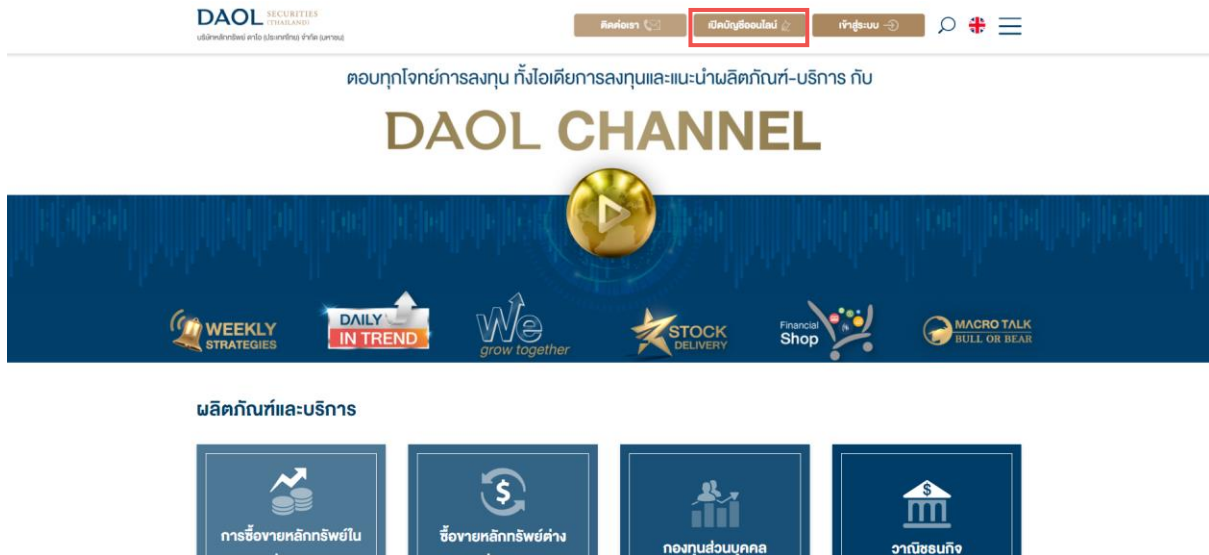 DAOL SECURITIES
(THAILAND)
บริษัทหลักทรัพย์ ดาโอ (ประเทศไทย) จำกัด (มหาชน)
ติดต่อเรา
เปิดบัญชีออนไลน์
เข้าสู่ระบบ
ตอบทุกโจทย์การลงทุน ทั้งไอเดียการลงทุนและแนะนำผลิตภัณฑ์-บริการ กับ
DAOL CHANNEL
WEEKLY
STRATEGIES
DAILY
IN TREND
We
grow together
STOCK
DELIVERY
Financial
Shop
MACRO TALK
BULL OR BEAR
ผลิตภัณฑ์และบริการ
การซื้อขายหลักทรัพย์ใน
ซื้อขายหลักทรัพย์ต่าง
กองทุนส่วนบุคคล
วาณิชธนกิจ